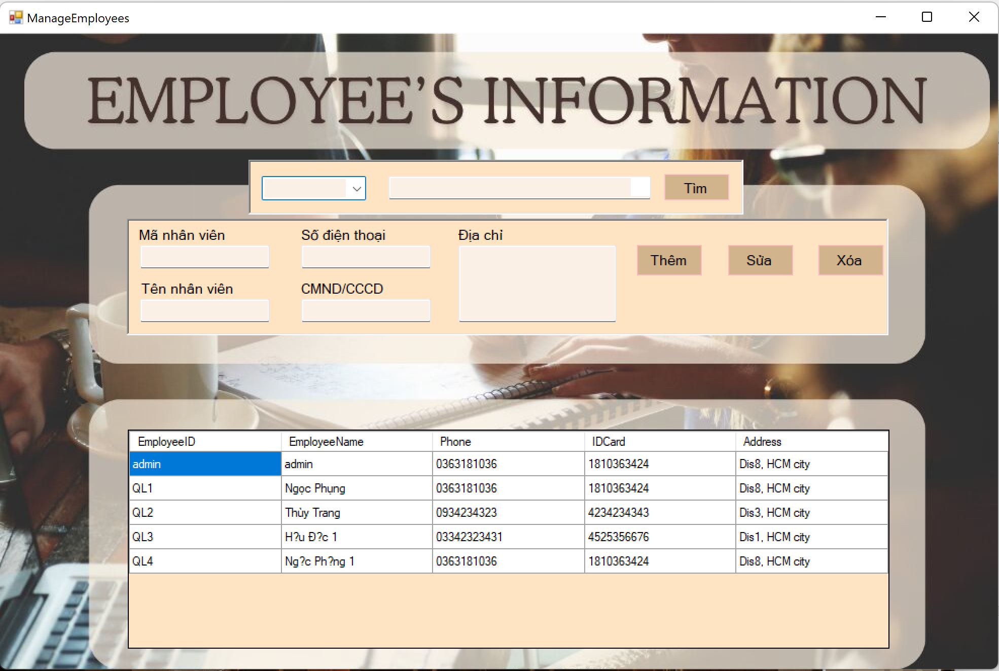 ManageEmployees
EMPLOYEE’S INFORMATION
Tìm
Mã nhân viên
Số điện thoại
Địa chỉ
Thêm
Sửa
Xóa
Tên nhân viên
CMND/CCCD
EmployeeID EmployeeName Phone IDCard Address
admin admin 0363181036 1810363424 Dis8, HCM city
QL1 Ngọc Phụng 0363181036 1810363424 Dis8, HCM city
QL2 Thùy Trang 0934234323 4234234343 Dis3, HCM city
QL3 H?u Đ?c 1 03342323431 4525356676 Dis1, HCM city
QL4 Ng?c Ph?ng 1 0363181036 1810363424 Dis8, HCM city